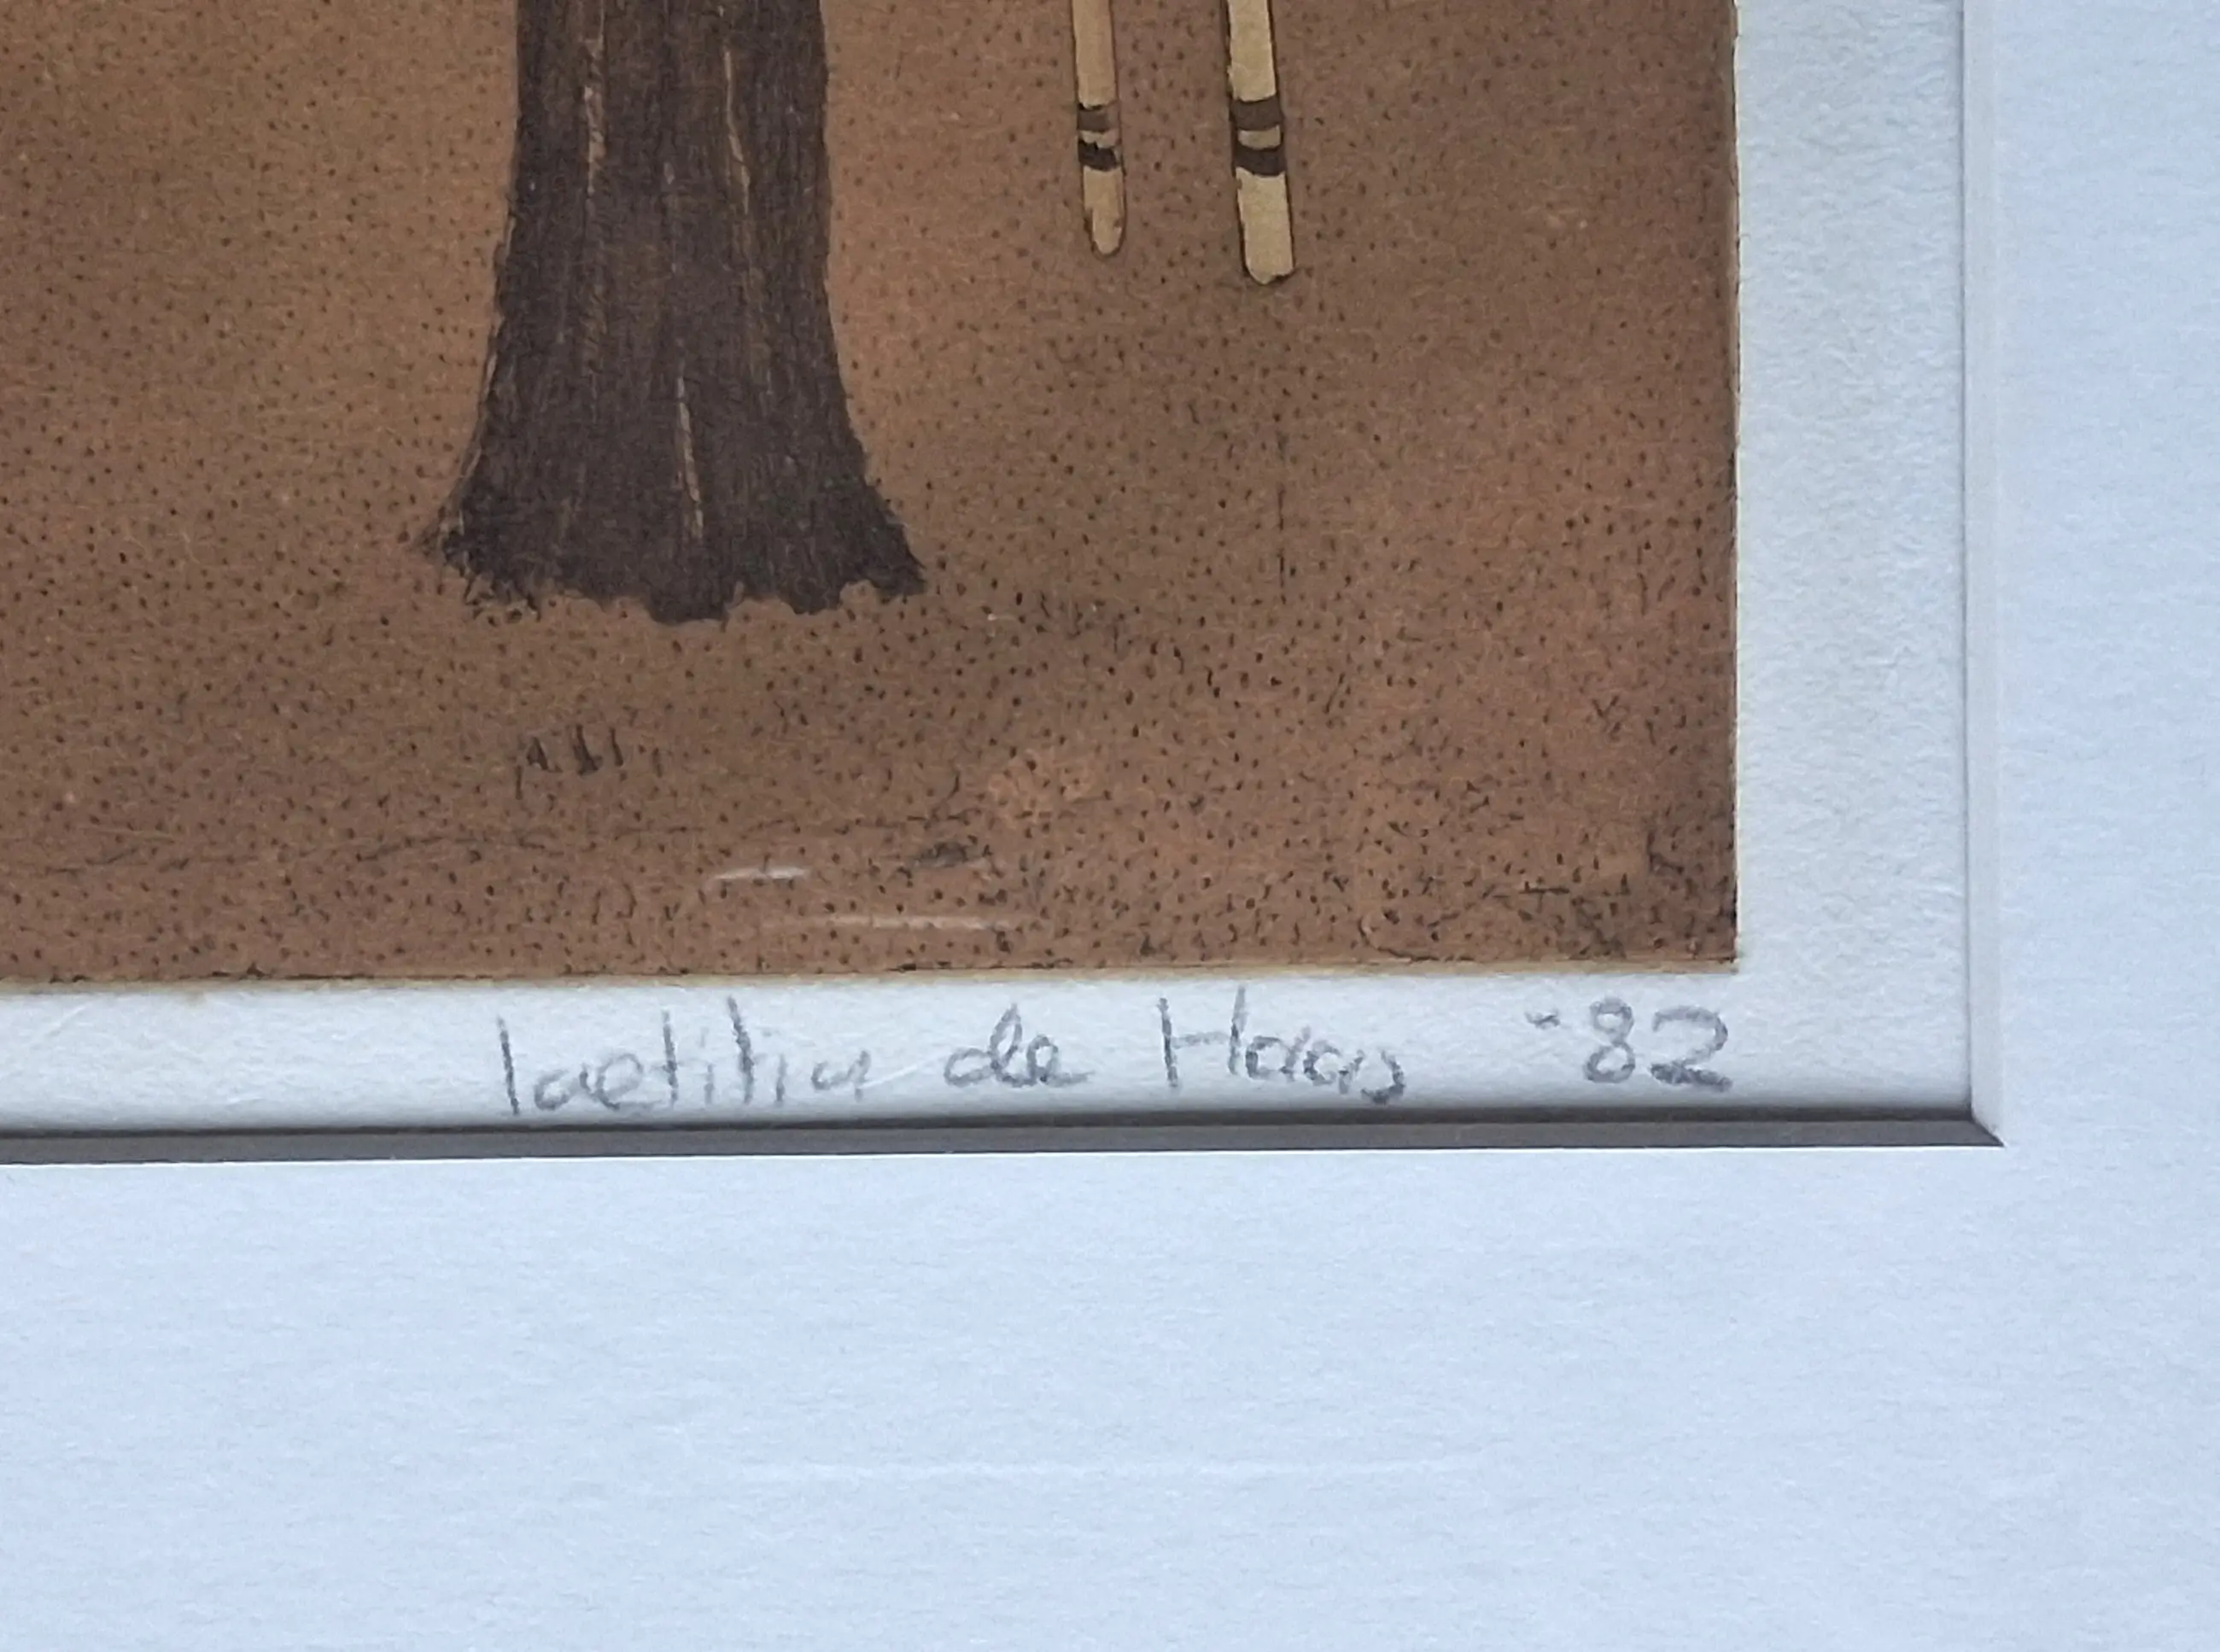 laetitia de Haas -82